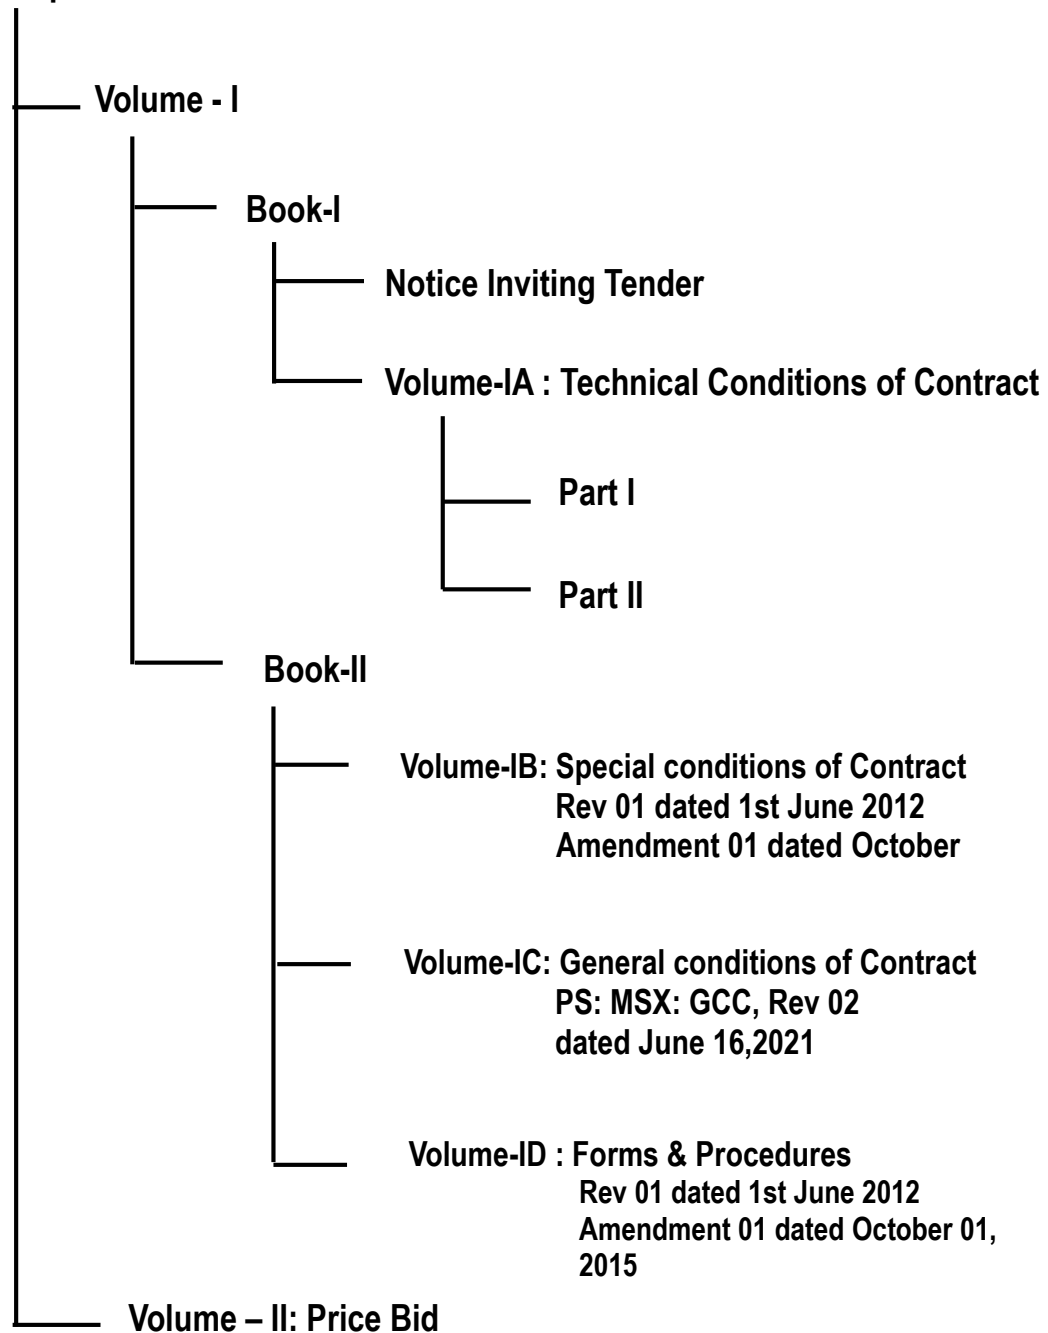 Volume - I
Book-I
Notice Inviting Tender
Volume-IA : Technical Conditions of Contract
Part I
Part II
Book-II
Volume-IB: Special conditions of Contract
Rev 01 dated 1st June 2012
Amendment 01 dated October
Volume-IC: General conditions of Contract
PS: MSX: GCC, Rev 02
dated June 16,2021
Volume-ID : Forms & Procedures
Rev 01 dated 1st June 2012
Amendment 01 dated October 01,
2015
Volume – II: Price Bid